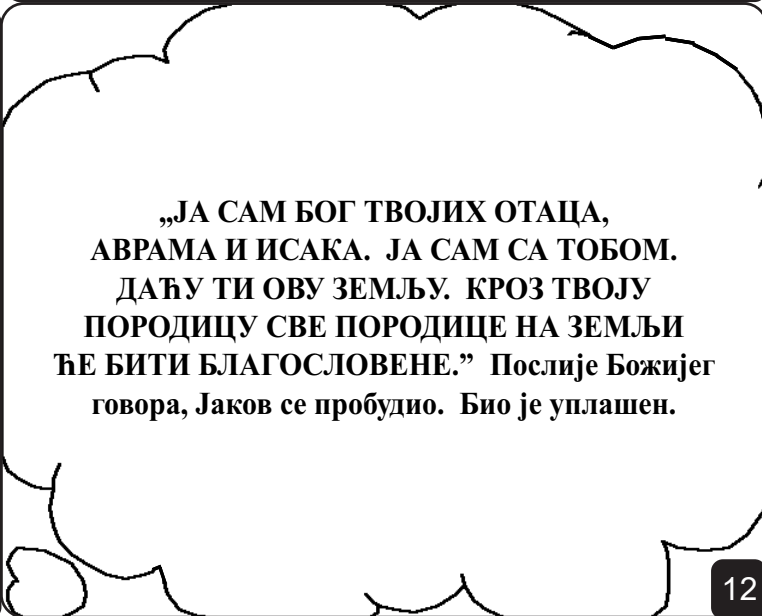 „ЈА САМ БОГ ТВОЈИХ ОТАЦА,
АВРАМА И ИСАКА.  ЈА САМ СА ТОБОМ.
ДАЋУ ТИ ОВУ ЗЕМЉУ.  КРОЗ ТВОЈУ
ПОРОДИЦУ СВЕ ПОРОДИЦЕ НА ЗЕМЉИ
ЋЕ БИТИ БЛАГОСЛОВЕНЕ.”  Послије Божијег
говора, Јаков се пробудио.  Био је уплашен.
12